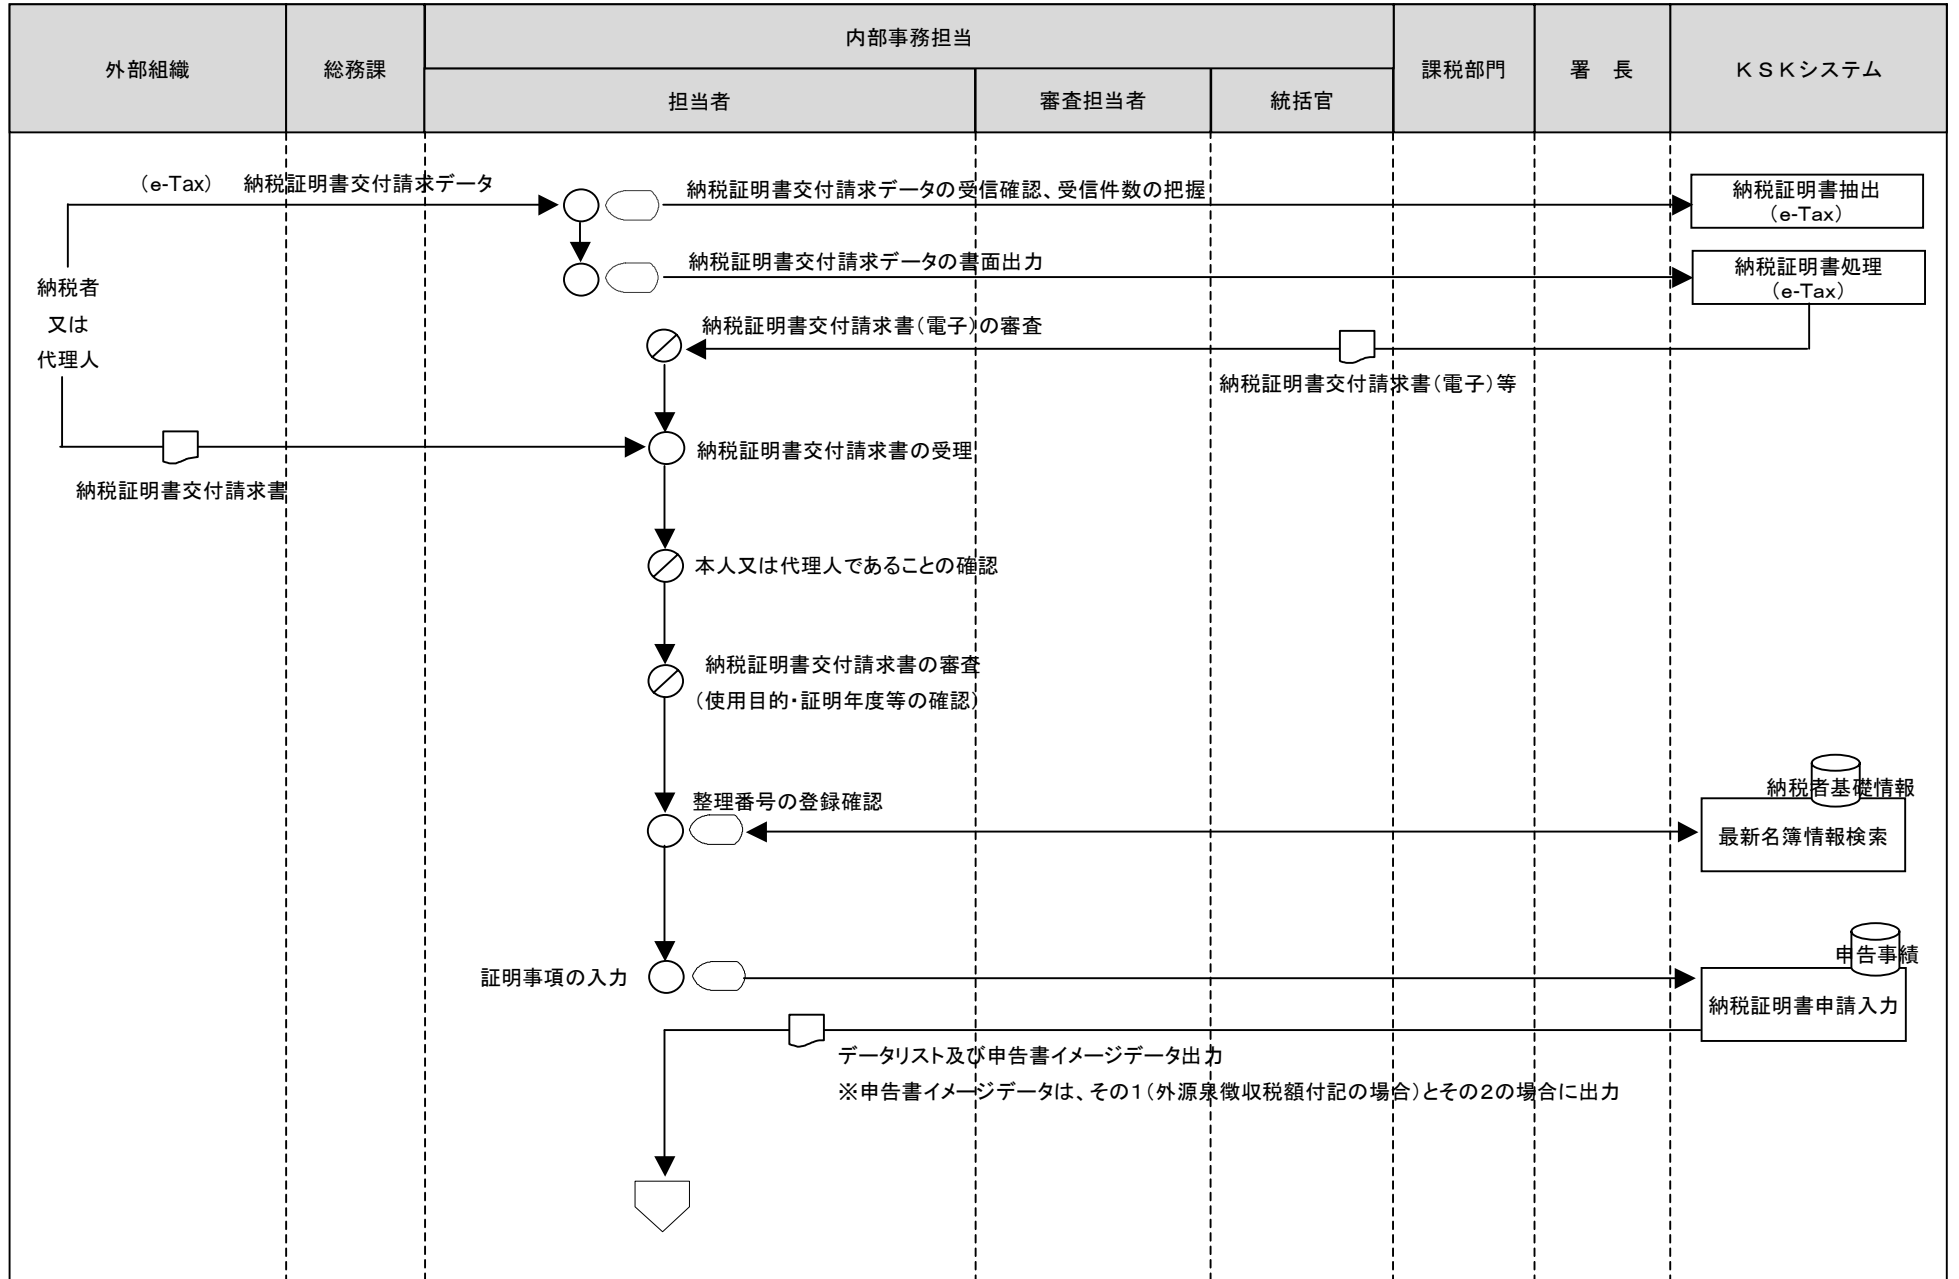 外部組織
総務課
内部事務担当
担当者
審査担当者
統括官
課税部門
署　長
ＫＳＫシステム
（e-Tax）　納税証明書交付請求データ
納税証明書交付請求データの受信確認、受信件数の把握
納税証明書抽出
（e-Tax）
納税証明書交付請求データの書面出力
納税証明書処理
（e-Tax）
納税者
又は
代理人
納税証明書交付請求書（電子）の審査
納税証明書交付請求書（電子）等
納税証明書交付請求書の受理
納税証明書交付請求書
本人又は代理人であることの確認
納税証明書交付請求書の審査
（使用目的・証明年度等の確認）
整理番号の登録確認
納税者基礎情報
最新名簿情報検索
証明事項の入力
申告事績
納税証明書申請入力
データリスト及び申告書イメージデータ出力
※申告書イメージデータは、その１（外源泉徴収税額付記の場合）とその２の場合に出力